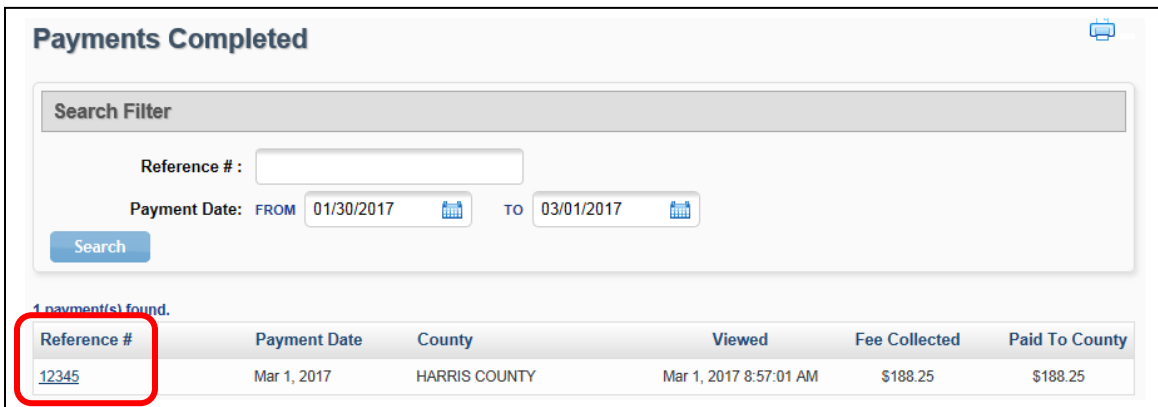 Payments Completed
Search Filter
Reference # :
Payment Date: FROM 01/30/2017 TO 03/01/2017
Search
1 payment(s) found.
Reference # Payment Date County Viewed Fee Collected Paid To County
12345 Mar 1, 2017 HARRIS COUNTY Mar 1, 2017 8:57:01 AM $188.25 $188.25